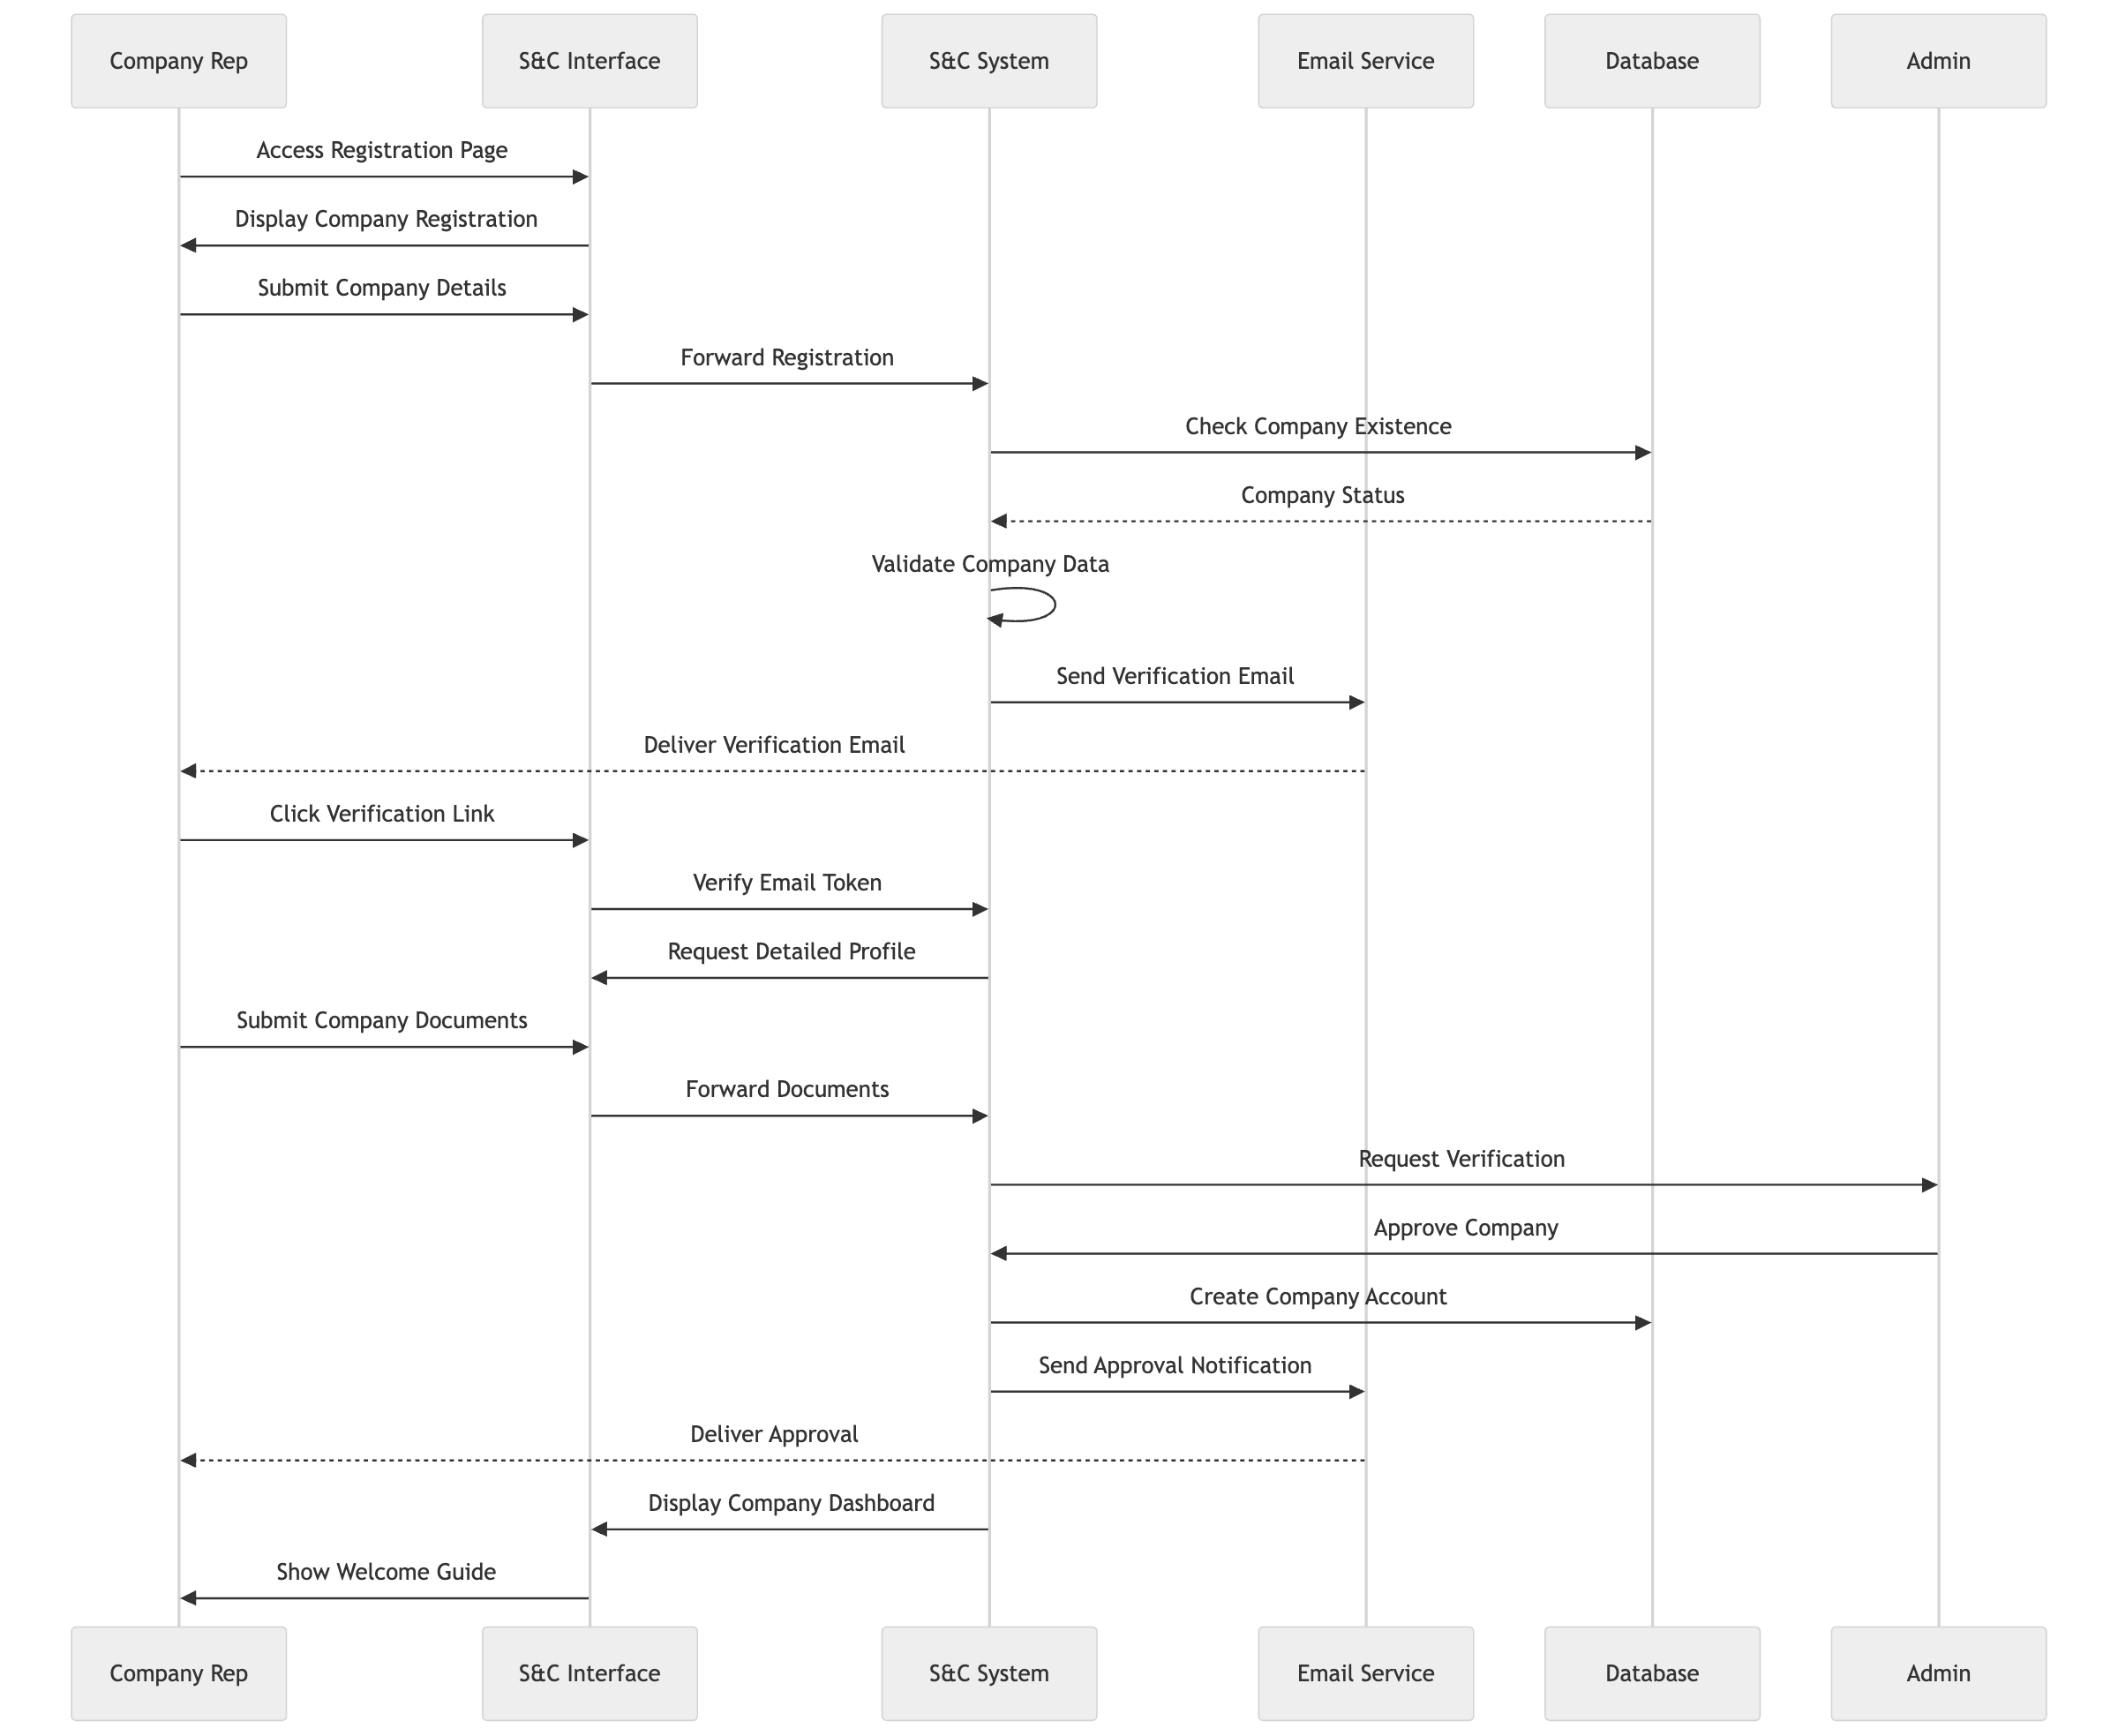 Company Rep
S&C Interface
S&C System
Email Service
Database
Admin
Access Registration Page
Display Company Registration
Submit Company Details
Forward Registration
Check Company Existence
Company Status
Validate Company Data
Send Verification Email
Deliver Verification Email
Click Verification Link
Verify Email Token
Request Detailed Profile
Submit Company Documents
Forward Documents
Request Verification
Approve Company
Create Company Account
Send Approval Notification
Deliver Approval
Display Company Dashboard
Show Welcome Guide
Company Rep
S&C Interface
S&C System
Email Service
Database
Admin